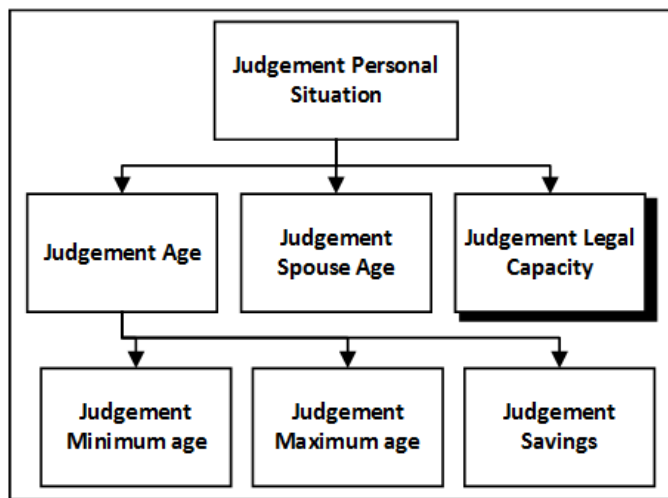 Judgement Personal
Situation
Judgement Age
Judgement
Spouse Age
Judgement Legal
Capacity
Judgement
Minimum age
Judgement
Maximum age
Judgement
Savings